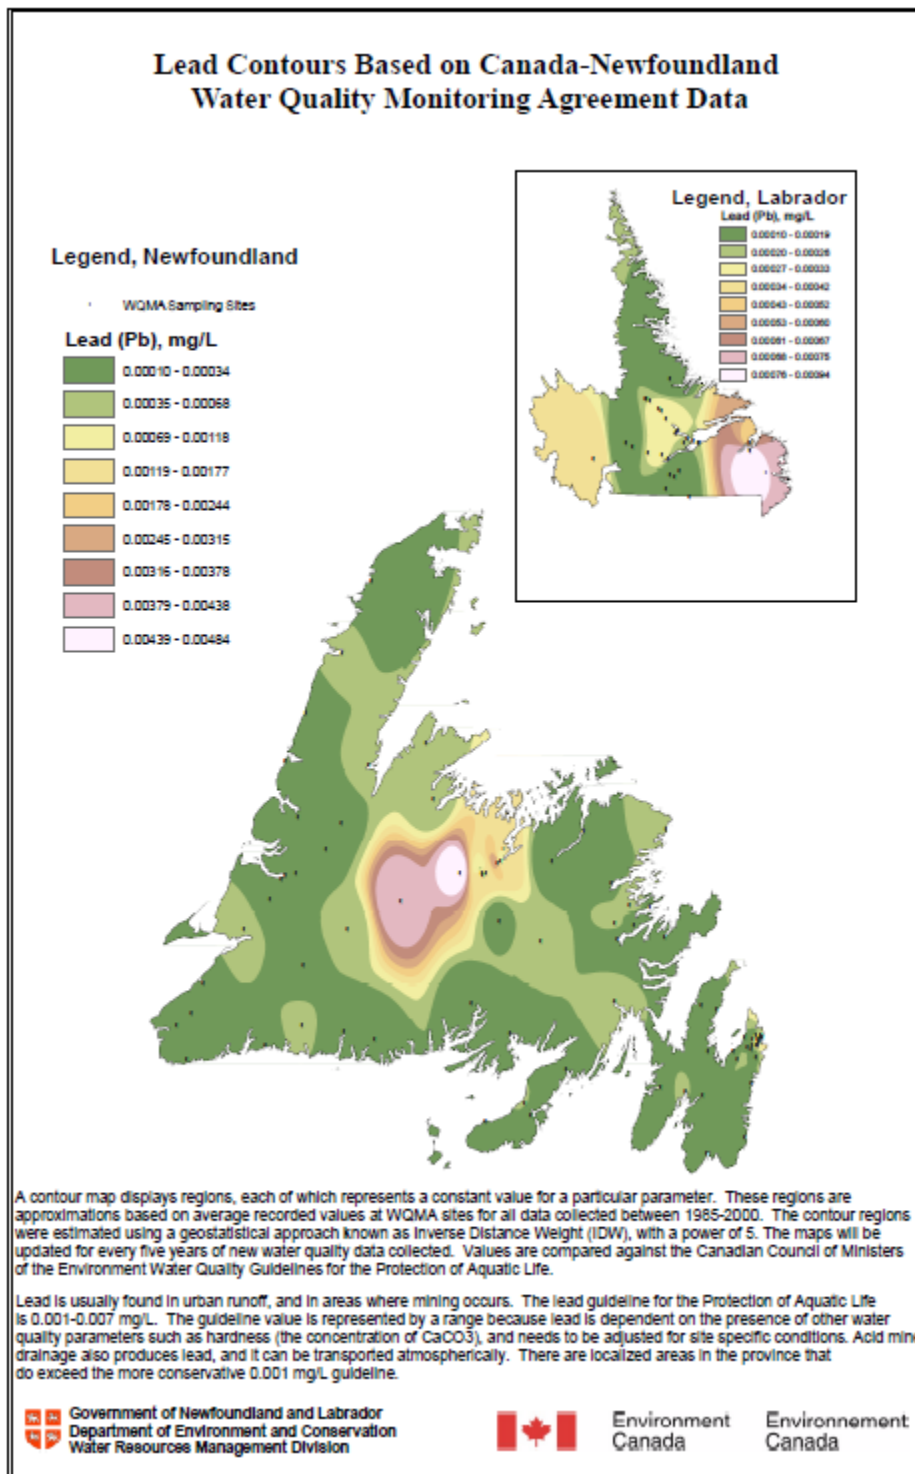 Lead Contours Based on Canada-Newfoundland
Water Quality Monitoring Agreement Data
Legend, Labrador
Lead (Pb), mg/L
0.00010 - 0.00019
0.00020 - 0.00026
0.00027 - 0.00033
0.00034 - 0.00042
0.00043 - 0.00052
0.00053 - 0.00060
0.00061 - 0.00067
0.00068 - 0.00075
0.00076 - 0.00094
Legend, Newfoundland
WQMA Sampling Sites
Lead (Pb), mg/L
0.00010 - 0.00034
0.00035 - 0.00068
0.00069 - 0.00118
0.00119 - 0.00177
0.00178 - 0.00244
0.00245 - 0.00315
0.00316 - 0.00378
0.00379 - 0.00438
0.00439 - 0.00484
A contour map displays regions, each of which represents a constant value for a particular parameter. These regions are
approximations based on average recorded values at WQMA sites for all data collected between 1985-2000. The contour regions
were estimated using a geostatistical approach known as Inverse Distance Weight (IDW), with a power of 5. The maps will be
updated for every five years of new water quality data collected. Values are compared against the Canadian Council of Ministers
of the Environment Water Quality Guidelines for the Protection of Aquatic Life.
Lead is usually found in urban runoff, and in areas where mining occurs. The lead guideline for the Protection of Aquatic Life
is 0.001-0.007 mg/L. The guideline value is represented by a range because lead is dependent on the presence of other water
quality parameters such as hardness (the concentration of CaCO3), and needs to be adjusted for site specific conditions. Acid mine
drainage also produces lead, and it can be transported atmospherically. There are localized areas in the province that
do exceed the more conservative 0.001 mg/L guideline.
Government of Newfoundland and Labrador
Department of Environment and Conservation
Water Resources Management Division
Environment
Canada
Environnement
Canada